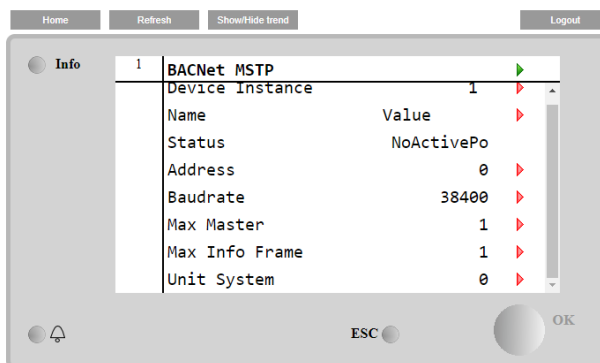 Home Refresh Show/Hide trend Logout
Info 1 BACNet MSTP
Device Instance 1
Name Value
Status NoActivePo
Address 0
Baudrate 38400
Max Master 1
Max Info Frame 1
Unit System 0
ESC OK